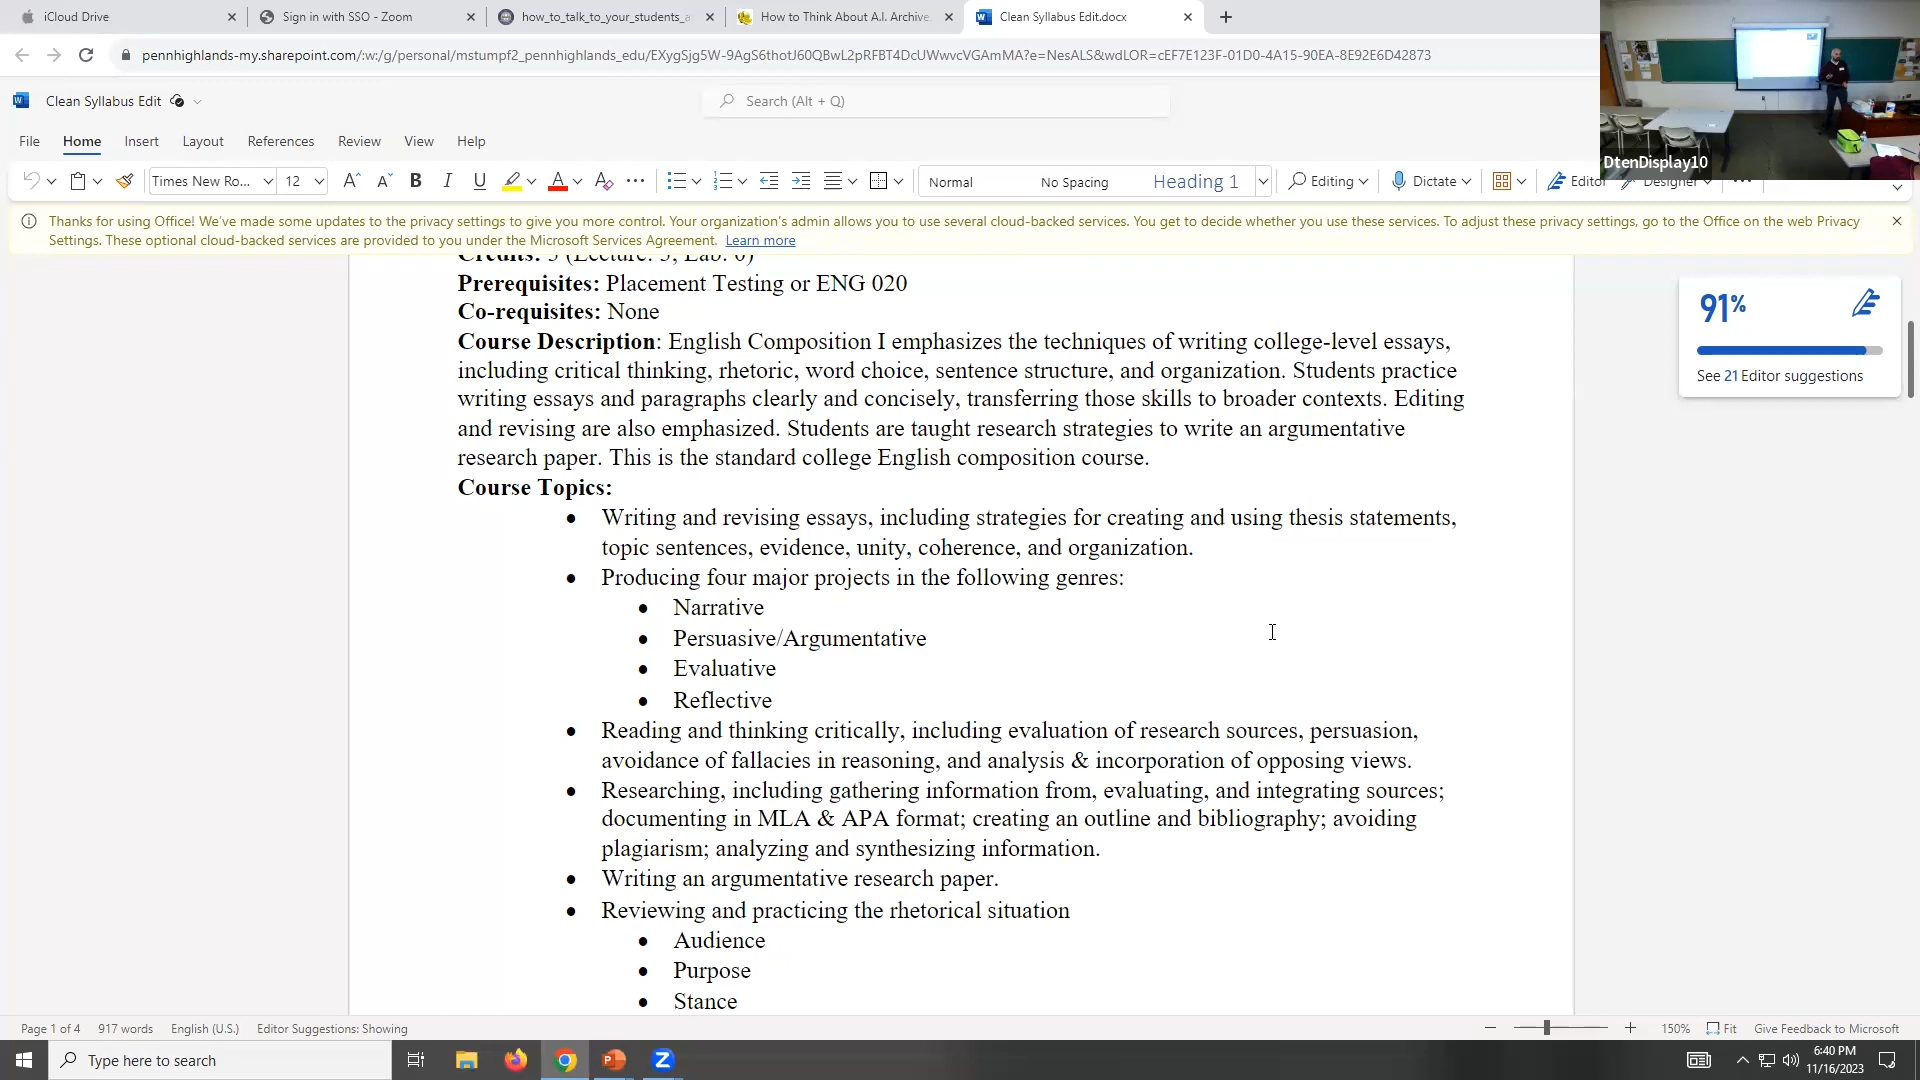 iCloud Drive
Sign in with SSO - Zoom
how_to_talk_to_your_students_a
How to Think About A.I. Archive
Clean Syllabus Edit.docx
pennhighlands-my.sharepoint.com/:w:/g/personal/mstumpf2_pennhighlands_edu/EXygSjg5W-9AgS6thotJ60QBwL2pRFBT4DcUWwvcVGAmMA?e=NesALS&wdLOR=cEF7E123F-01D0-4A15-90EA-8E92E6D42873
Clean Syllabus Edit
Search (Alt + Q)
File Home Insert Layout References Review View Help
DtenDisplay10
Times New Ro... 12 B I U Normal No Spacing Heading 1 Editing Dictate Editor Designer
Thanks for using Office! We've made some updates to the privacy settings to give you more control. Your organization's admin allows you to use several cloud-backed services. You get to decide whether you use these services. To adjust these privacy settings, go to the Office on the web Privacy
Settings. These optional cloud-backed services are provided to you under the Microsoft Services Agreement. Learn more
Credits: 3 (Lecture: 3, Lab: 0)
Prerequisites: Placement Testing or ENG 020
Co-requisites: None
Course Description: English Composition I emphasizes the techniques of writing college-level essays,
including critical thinking, rhetoric, word choice, sentence structure, and organization. Students practice
writing essays and paragraphs clearly and concisely, transferring those skills to broader contexts. Editing
and revising are also emphasized. Students are taught research strategies to write an argumentative
research paper. This is the standard college English composition course.
Course Topics:
• Writing and revising essays, including strategies for creating and using thesis statements,
topic sentences, evidence, unity, coherence, and organization.
• Producing four major projects in the following genres:
• Narrative
• Persuasive/Argumentative
• Evaluative
• Reflective
• Reading and thinking critically, including evaluation of research sources, persuasion,
avoidance of fallacies in reasoning, and analysis & incorporation of opposing views.
• Researching, including gathering information from, evaluating, and integrating sources;
documenting in MLA & APA format; creating an outline and bibliography; avoiding
plagiarism; analyzing and synthesizing information.
• Writing an argumentative research paper.
• Reviewing and practicing the rhetorical situation
• Audience
• Purpose
• Stance
91%
See 21 Editor suggestions
Page 1 of 4 917 words English (U.S.) Editor Suggestions: Showing
150% Fit Give Feedback to Microsoft
Type here to search
6:40 PM
11/16/2023